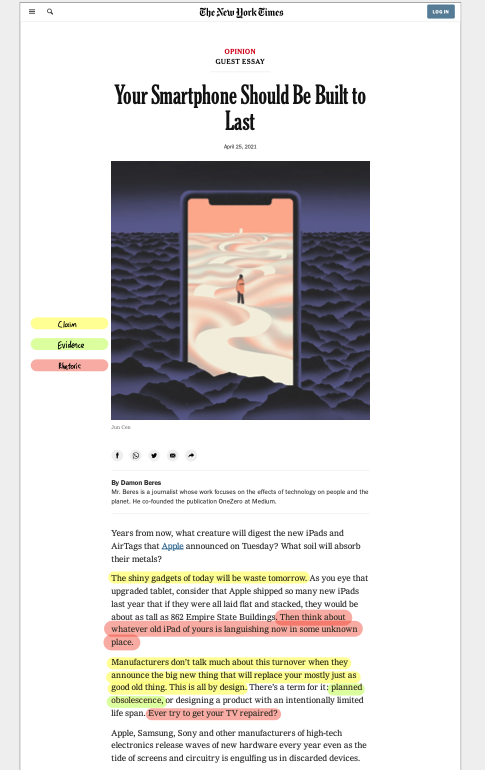 The New York Times
LOG IN
OPINION
GUEST ESSAY
Your Smartphone Should Be Built to
Last
April 25, 2021
Claim
Evidence
Rhetoric
Jun Cen
By Damon Beres
Mr. Beres is a journalist whose work focuses on the effects of technology on people and the
planet. He co-founded the publication OneZero at Medium.
Years from now, what creature will digest the new iPads and
AirTags that Apple announced on Tuesday? What soil will absorb
their metals?
The shiny gadgets of today will be waste tomorrow. As you eye that
upgraded tablet, consider that Apple shipped so many new iPads
last year that if they were all laid flat and stacked, they would be
about as tall as 862 Empire State Buildings. Then think about
whatever old iPad of yours is languishing now in some unknown
place.
Manufacturers don't talk much about this turnover when they
announce the big new thing that will replace your mostly just as
good old thing. This is all by design. There's a term for it: planned
obsolescence, or designing a product with an intentionally limited
life span. Ever try to get your TV repaired?
Apple, Samsung, Sony and other manufacturers of high-tech
electronics release waves of new hardware every year even as the
tide of screens and circuitry is engulfing us in discarded devices.